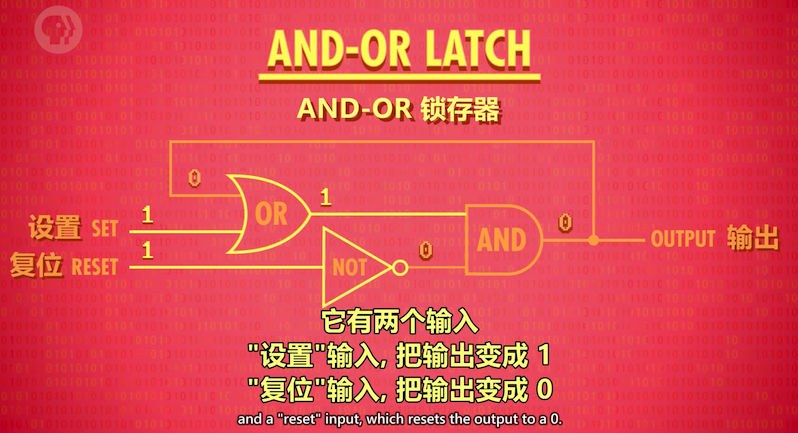 AND-OR LATCH
AND-OR 锁存器
0
1
OR
设置 SET 1
复位 RESET 1
NOT
0
AND
0
OUTPUT 输出
它有两个输入
"设置"输入, 把输出变成 1
"复位"输入, 把输出变成 0
and a "reset" input, which resets the output to a 0.